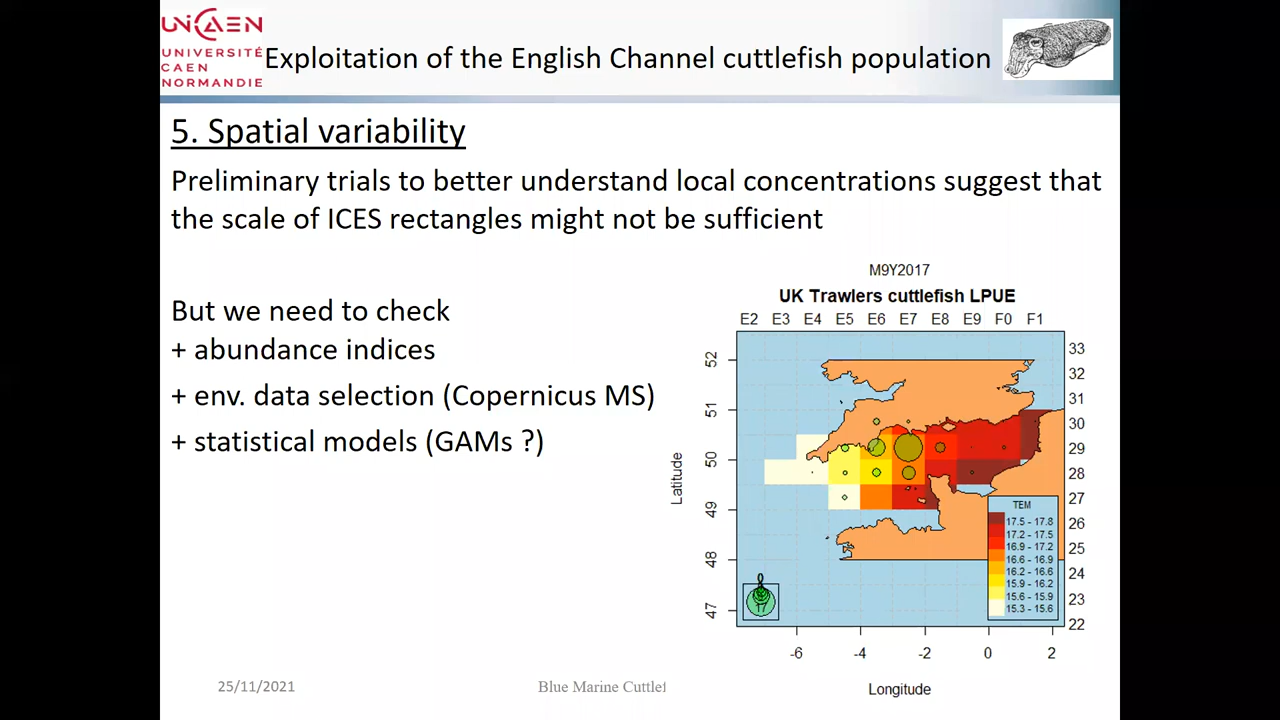 UNICAEN
UNIVERSITÉ
CAEN
NORMANDIE
Exploitation of the English Channel cuttlefish population
5. Spatial variability
Preliminary trials to better understand local concentrations suggest that
the scale of ICES rectangles might not be sufficient
But we need to check
+ abundance indices
+ env. data selection (Copernicus MS)
+ statistical models (GAMs ?)
M9Y2017
UK Trawlers cuttlefish LPUE
E2 E3 E4 E5 E6 E7 E8 E9 F0 F1
33
32
31
30
29
28
27
26
25
24
23
22
52
51
50
49
48
47
Latitude
TEM
17.5 - 17.8
17.2 - 17.5
16.9 - 17.2
16.6 - 16.9
16.2 - 16.6
15.9 - 16.2
15.6 - 15.9
15.3 - 15.6
0
17
-6 -4 -2 0 2
Longitude
25/11/2021
Blue Marine Cuttlef